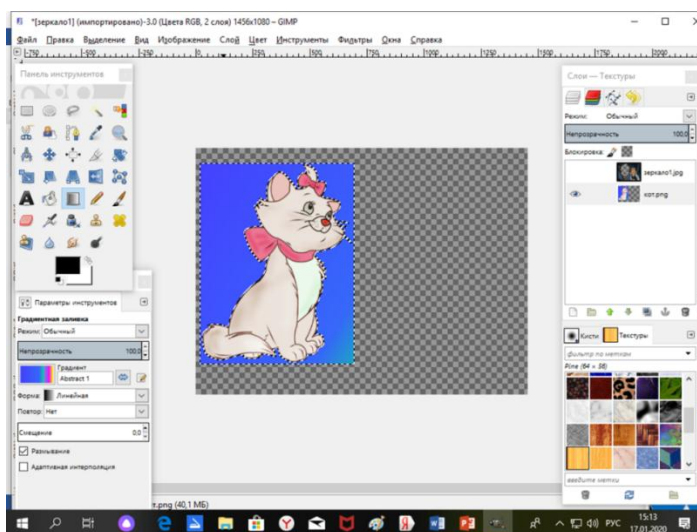 *[зеркало1] (импортировано)-3.0 (Цвета RGB, 2 слоя) 1456x1080 – GIMP
Файл Правка Выделение Вид Изображение Слой Цвет Инструменты Фильтры Окна Справка
Панель инструментов
Слои — Текстуры
Режим: Обычный
Непрозрачность 100,0
Блокировка:
зеркало1.jpg
кот.png
Параметры инструментов
Градиентная заливка
Режим: Обычный
Непрозрачность 100,0
Градиент
Abstract 1
Форма: Линейная
Повтор: Нет
Смещение 0,0
Размывание
Адаптивная интерполяция
Кисти Текстуры
фильтр по меткам
Pine (64 × 36)
введите метки
т.png (40,1 МБ)
РУС
15:13
17.01.2020